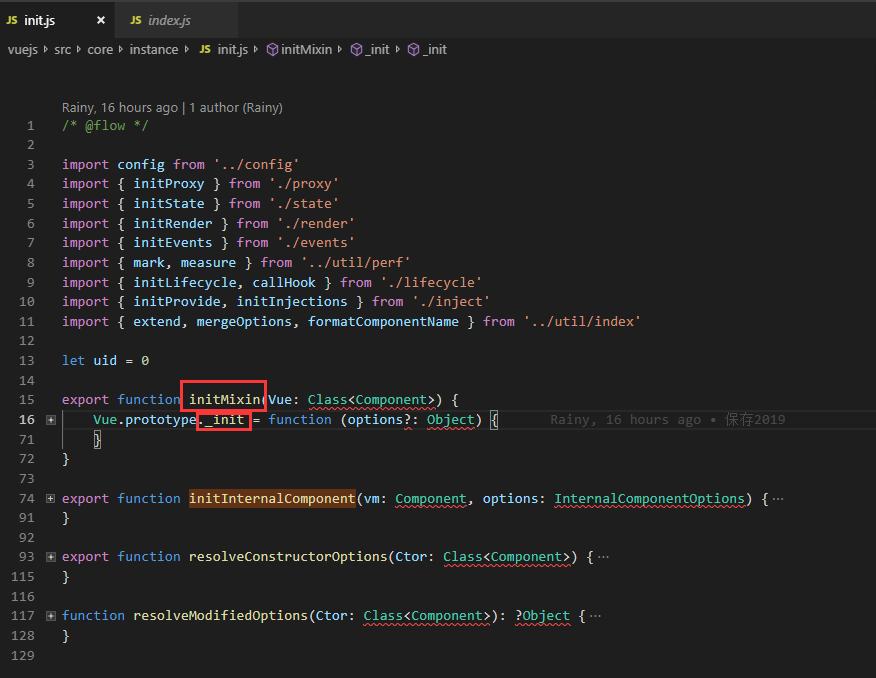 JS init.js ×
JS index.js
vuejs › src › core › instance › JS init.js › initMixin › _init › _init
Rainy, 16 hours ago | 1 author (Rainy)
1 /* @flow */
2
3 import config from '../config'
4 import { initProxy } from './proxy'
5 import { initState } from './state'
6 import { initRender } from './render'
7 import { initEvents } from './events'
8 import { mark, measure } from '../util/perf'
9 import { initLifecycle, callHook } from './lifecycle'
10 import { initProvide, initInjections } from './inject'
11 import { extend, mergeOptions, formatComponentName } from '../util/index'
12
13 let uid = 0
14
15 export function initMixin(Vue: Class<Component>) {
16 Vue.prototype._init = function (options?: Object) { Rainy, 16 hours ago • 保存2019
71 }
72 }
73
74 export function initInternalComponent(vm: Component, options: InternalComponentOptions) { ⋯
91 }
92
93 export function resolveConstructorOptions(Ctor: Class<Component>) { ⋯
115 }
116
117 function resolveModifiedOptions(Ctor: Class<Component>): ?Object { ⋯
128 }
129